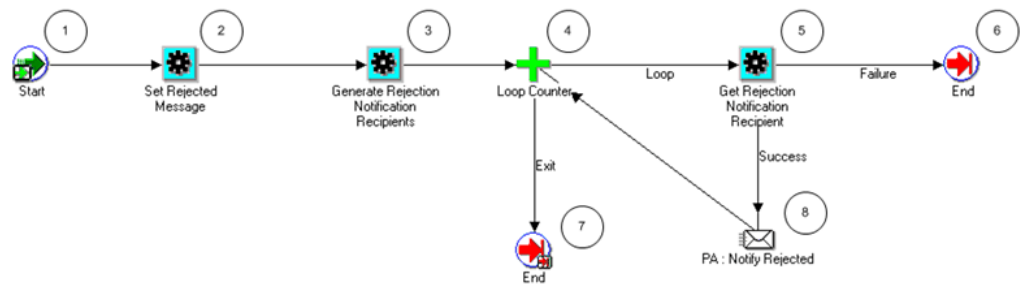 1
2
3
4
5
6
Start
Set Rejected
Message
Generate Rejection
Notification
Recipients
Loop Counter
Loop
Get Rejection
Notification
Recipient
Failure
End
Exit
Success
7
8
End
PA : Notify Rejected